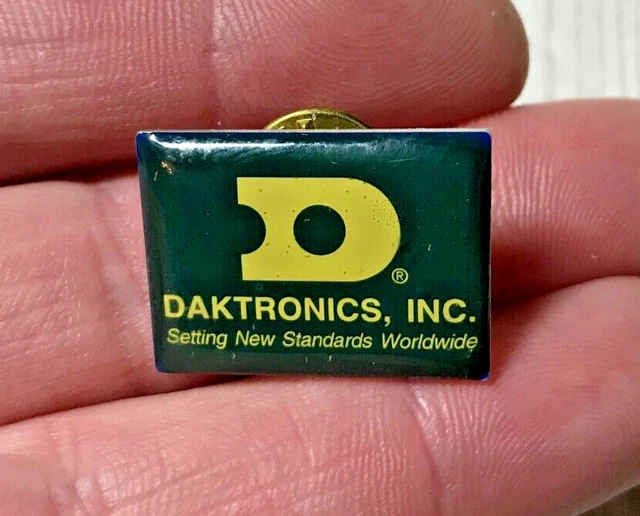 ®
DAKTRONICS, INC.
Setting New Standards Worldwide